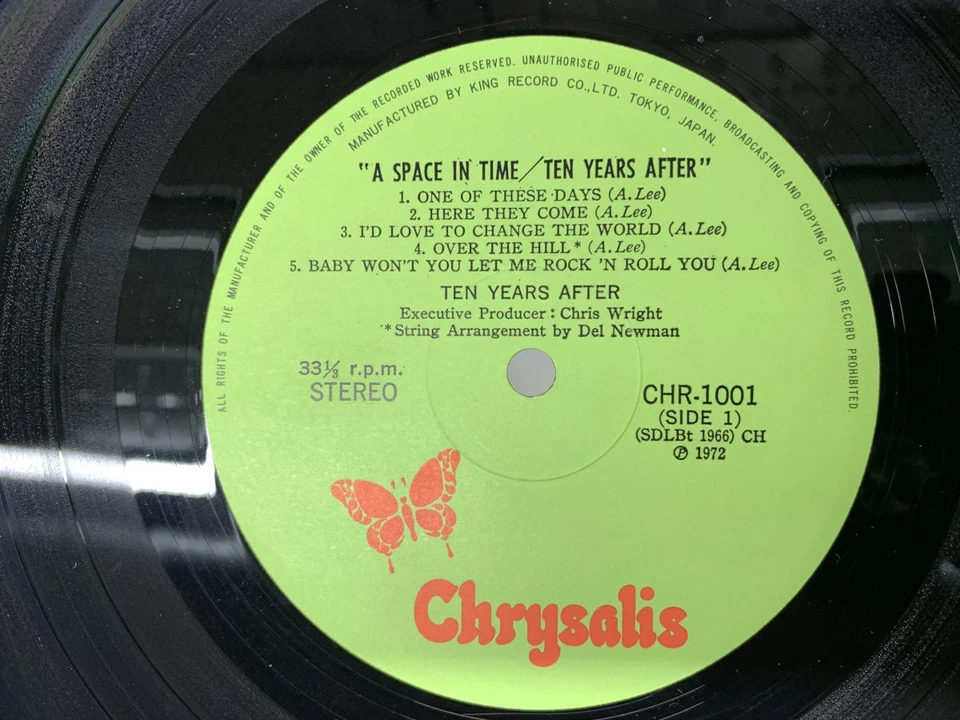 ALL RIGHTS OF THE MANUFACTURER AND OF THE OWNER OF THE RECORDED WORK RESERVED. UNAUTHORISED PUBLIC PERFORMANCE, BROADCASTING AND COPYING OF THIS RECORD PROHIBITED.
MANUFACTURED BY KING RECORD CO.,LTD. TOKYO, JAPAN.
"A SPACE IN TIME/TEN YEARS AFTER"
1. ONE OF THESE DAYS (A. Lee)
2. HERE THEY COME (A. Lee)
3. I'D LOVE TO CHANGE THE WORLD (A. Lee)
4. OVER THE HILL* (A. Lee)
5. BABY WON'T YOU LET ME ROCK 'N ROLL YOU (A. Lee)
TEN YEARS AFTER
Executive Producer: Chris Wright
*String Arrangement by Del Newman
33⅓ r.p.m.
STEREO
CHR-1001
(SIDE 1)
(SDLBt 1966) CH
℗ 1972
Chrysalis